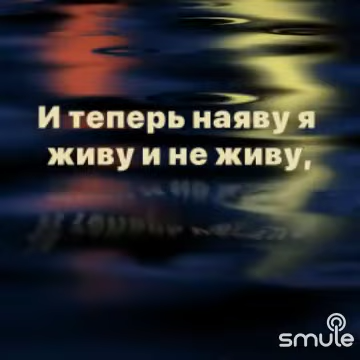 И теперь наяву я
живу и не живу,
smule